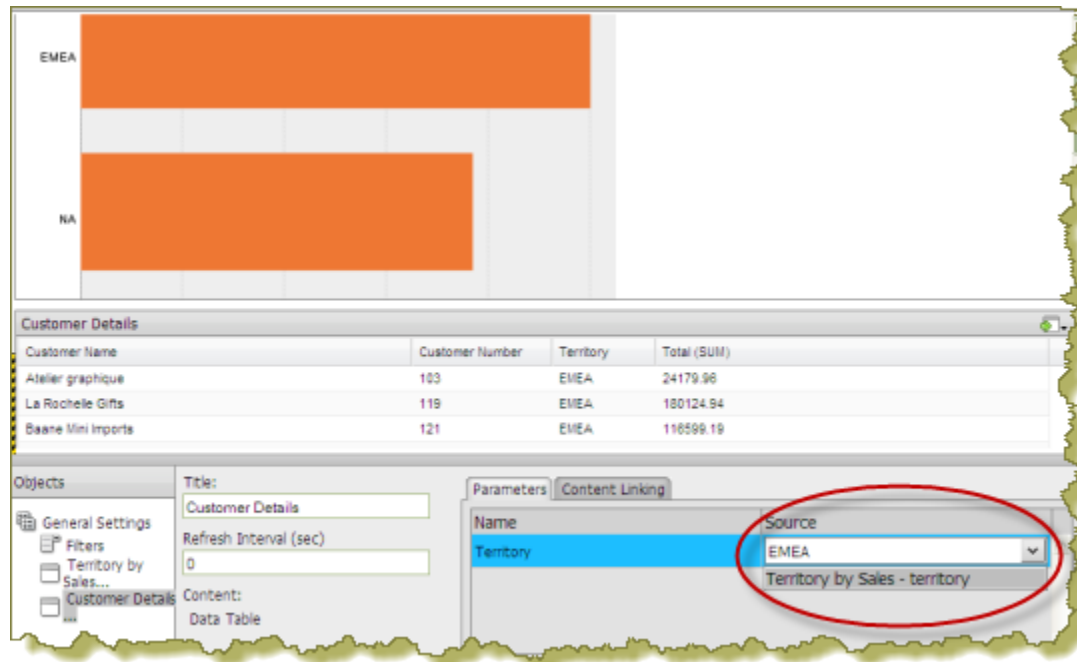 EMEA
NA
Customer Details
Customer Name Customer Number Territory Total (SUM)
Atelier graphique 103 EMEA 24179.96
La Rochelle Gifts 119 EMEA 180124.94
Baane Mini Imports 121 EMEA 116599.19
Objects
General Settings
Filters
Territory by
Sales...
Customer Details
...
Title:
Customer Details
Refresh Interval (sec)
0
Content:
Data Table
Parameters Content Linking
Name Source
Territory EMEA
Territory by Sales - territory